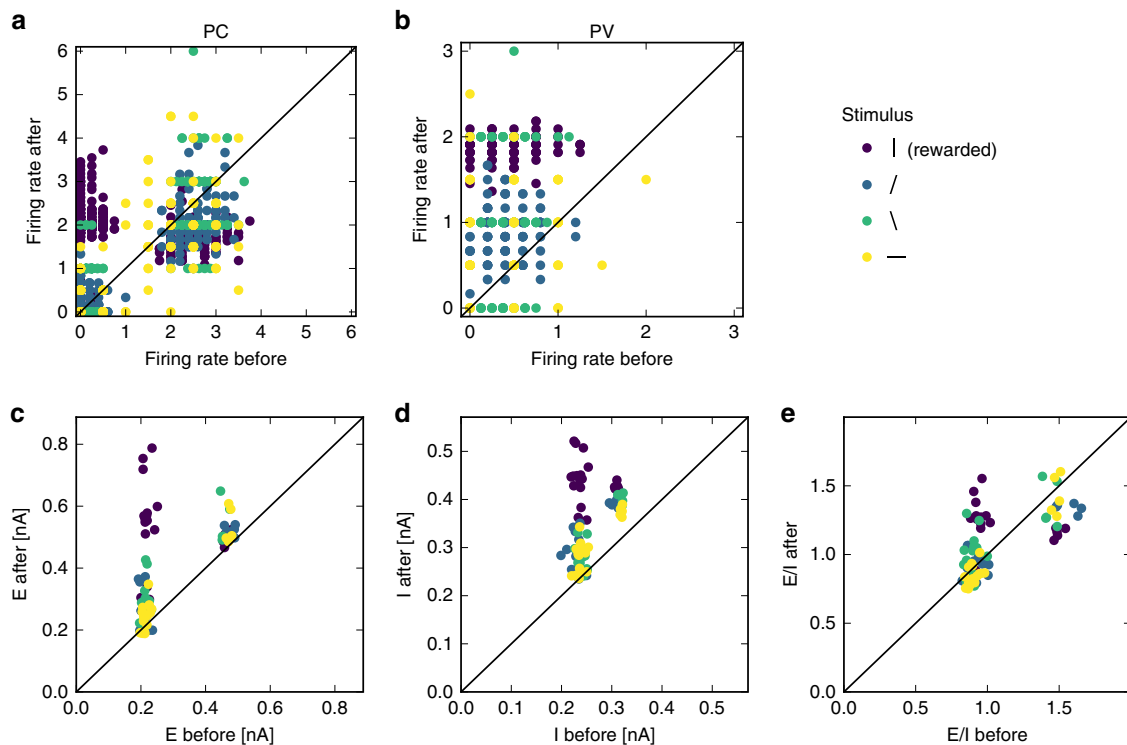 a
PC
Firing rate after
6
5
4
3
2
1
0
0 1 2 3 4 5 6
Firing rate before
b
PV
Firing rate after
3
2
1
0
0 1 2 3
Firing rate before
Stimulus
| (rewarded)
/
\
—
c
E after [nA]
0.8
0.6
0.4
0.2
0.0
0.0 0.2 0.4 0.6 0.8
E before [nA]
d
I after [nA]
0.5
0.4
0.3
0.2
0.1
0.0
0.0 0.1 0.2 0.3 0.4 0.5
I before [nA]
e
E/I after
1.5
1.0
0.5
0.0
0.0 0.5 1.0 1.5
E/I before